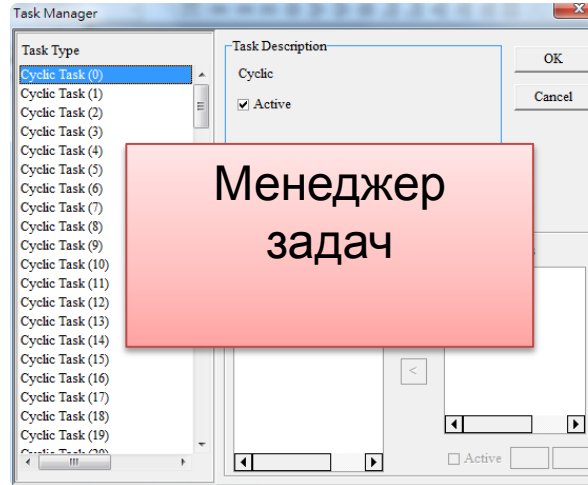 Task Manager
Task Type
Cyclic Task (0)
Cyclic Task (1)
Cyclic Task (2)
Cyclic Task (3)
Cyclic Task (4)
Cyclic Task (5)
Cyclic Task (6)
Cyclic Task (7)
Cyclic Task (8)
Cyclic Task (9)
Cyclic Task (10)
Cyclic Task (11)
Cyclic Task (12)
Cyclic Task (13)
Cyclic Task (14)
Cyclic Task (15)
Cyclic Task (16)
Cyclic Task (17)
Cyclic Task (18)
Cyclic Task (19)
Task Description
Cyclic
Active
OK
Cancel
Менеджер
задач
<
Active